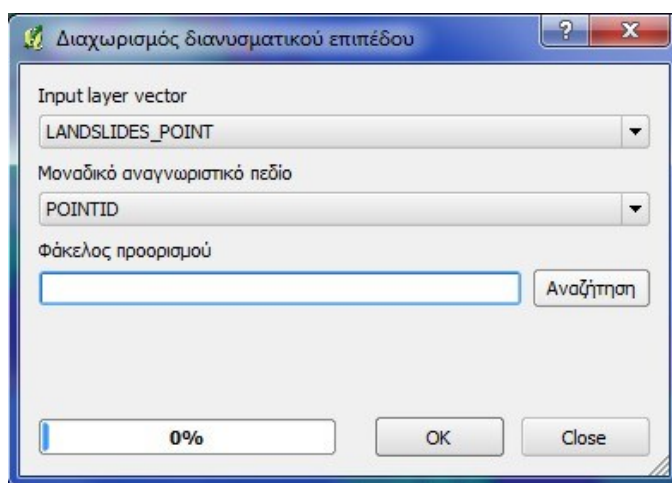 Διαχωρισμός διανυσματικού επιπέδου
? X
Input layer vector
LANDSLIDES_POINT
Μοναδικό αναγνωριστικό πεδίο
POINTID
Φάκελος προορισμού
Αναζήτηση
0% OK Close